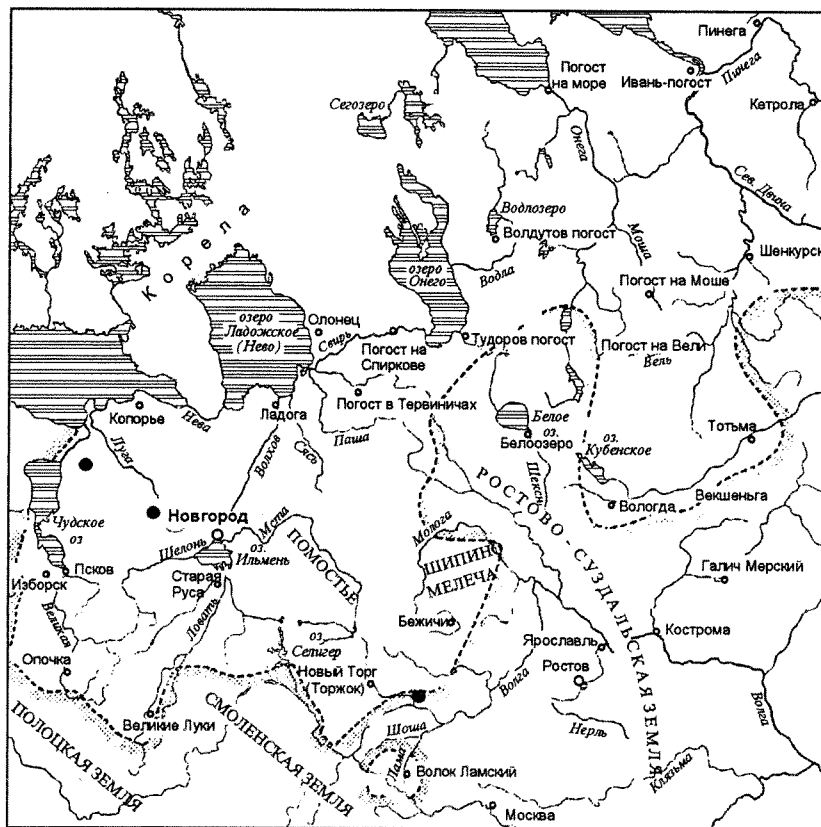 Пинега
Погост
на море
Ивань-погост
Пинега
Кегрола
Сегозеро
Онега
Сев. Двина
Водлозеро
Волдутов погост
Моша
Шенкурск
Корела
озеро
Онего
Водла
Погост на Моше
озеро
Ладожское
(Нево)
Олонец
Свирь
Погост на
Спиркове
Тудоров погост
Погост на Вели
Вель
Погост в Тервиничах
Копорье
Нева
Ладога
Паша
Белое
оз.
Белоозеро
оз.
Кубенское
Тотьма
Луга
Волхов
Сясь
Шексн
Вологда
Векшеньга
РОСТОВО-СУЗДАЛЬСКАЯ ЗЕМЛЯ
Чудское
оз
Новгород
Мста
Молога
Шелонь
оз.
Ильмень
ПОМОСТЬЕ
ШИПИНО
МЕЛЕЧА
Галич Мерский
Изборск
Псков
Старая
Руса
Великая
Ловать
Бежичи
Ярославль
Кострома
оз.
Селигер
Опочка
Новый Торг
(Торжок)
Волга
Ростов
Волга
Великие Луки
Шоша
Нерль
ПОЛОЦКАЯ ЗЕМЛЯ
СМОЛЕНСКАЯ ЗЕМЛЯ
Лама
Волок Ламский
Клязьма
Москва